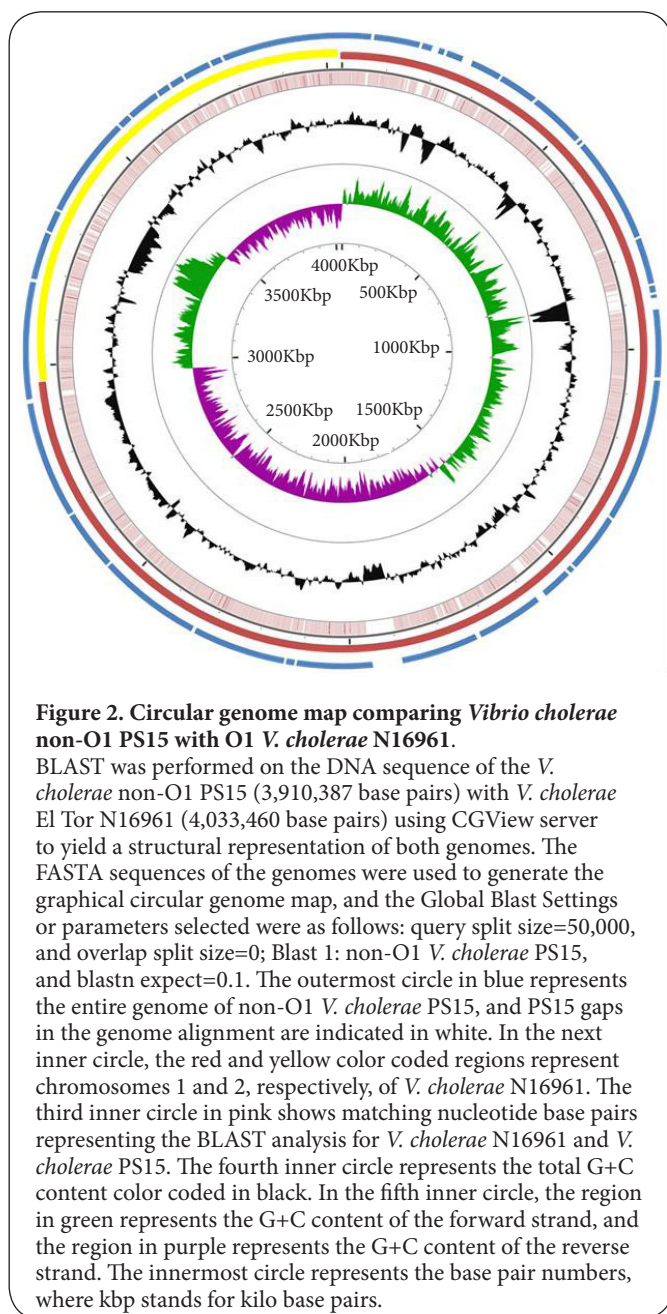 4000Kbp
3500Kbp
500Kbp
3000Kbp
1000Kbp
2500Kbp
1500Kbp
2000Kbp
Figure 2. Circular genome map comparing Vibrio cholerae
non-O1 PS15 with O1 V. cholerae N16961.
BLAST was performed on the DNA sequence of the V.
cholerae non-O1 PS15 (3,910,387 base pairs) with V. cholerae
El Tor N16961 (4,033,460 base pairs) using CGView server
to yield a structural representation of both genomes. The
FASTA sequences of the genomes were used to generate the
graphical circular genome map, and the Global Blast Settings
or parameters selected were as follows: query split size=50,000,
and overlap split size=0; Blast 1: non-O1 V. cholerae PS15,
and blastn expect=0.1. The outermost circle in blue represents
the entire genome of non-O1 V. cholerae PS15, and PS15 gaps
in the genome alignment are indicated in white. In the next
inner circle, the red and yellow color coded regions represent
chromosomes 1 and 2, respectively, of V. cholerae N16961. The
third inner circle in pink shows matching nucleotide base pairs
representing the BLAST analysis for V. cholerae N16961 and V.
cholerae PS15. The fourth inner circle represents the total G+C
content color coded in black. In the fifth inner circle, the region
in green represents the G+C content of the forward strand, and
the region in purple represents the G+C content of the reverse
strand. The innermost circle represents the base pair numbers,
where kbp stands for kilo base pairs.